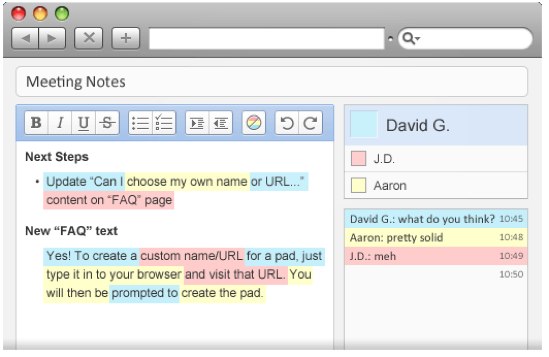 Meeting Notes
B I U S
Next Steps
• Update “Can I choose my own name or URL...”
content on “FAQ” page
New “FAQ” text
Yes! To create a custom name/URL for a pad, just
type it in to your browser and visit that URL. You
will then be prompted to create the pad.
David G.
J.D.
Aaron
David G.: what do you think? 10:45
Aaron: pretty solid 10:48
J.D.: meh 10:49
10:50